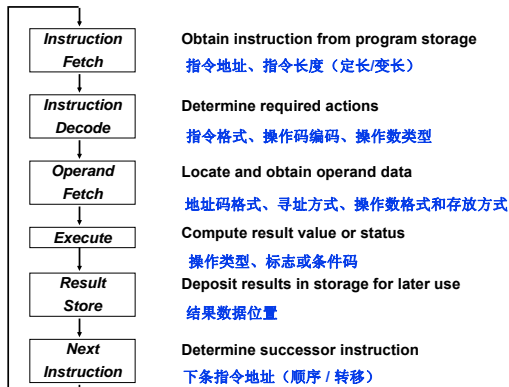 Instruction
Fetch
Obtain instruction from program storage
指令地址、指令长度（定长/变长）
Instruction
Decode
Determine required actions
指令格式、操作码编码、操作数类型
Operand
Fetch
Locate and obtain operand data
地址码格式、寻址方式、操作数格式和存放方式
Execute
Compute result value or status
操作类型、标志或条件码
Result
Store
Deposit results in storage for later use
结果数据位置
Next
Instruction
Determine successor instruction
下条指令地址（顺序 / 转移）